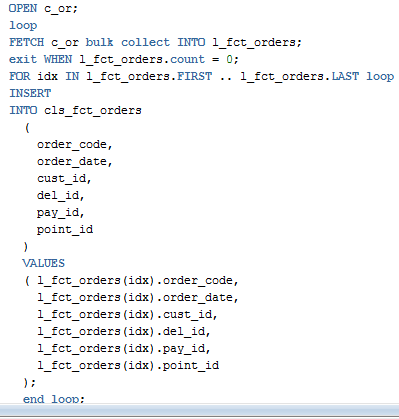 OPEN c_or;
loop
FETCH c_or bulk collect INTO l_fct_orders;
exit WHEN l_fct_orders.count = 0;
FOR idx IN l_fct_orders.FIRST .. l_fct_orders.LAST loop
INSERT
INTO cls_fct_orders
(
order_code,
order_date,
cust_id,
del_id,
pay_id,
point_id
)
VALUES
( l_fct_orders(idx).order_code,
l_fct_orders(idx).order_date,
l_fct_orders(idx).cust_id,
l_fct_orders(idx).del_id,
l_fct_orders(idx).pay_id,
l_fct_orders(idx).point_id
);
end loop;